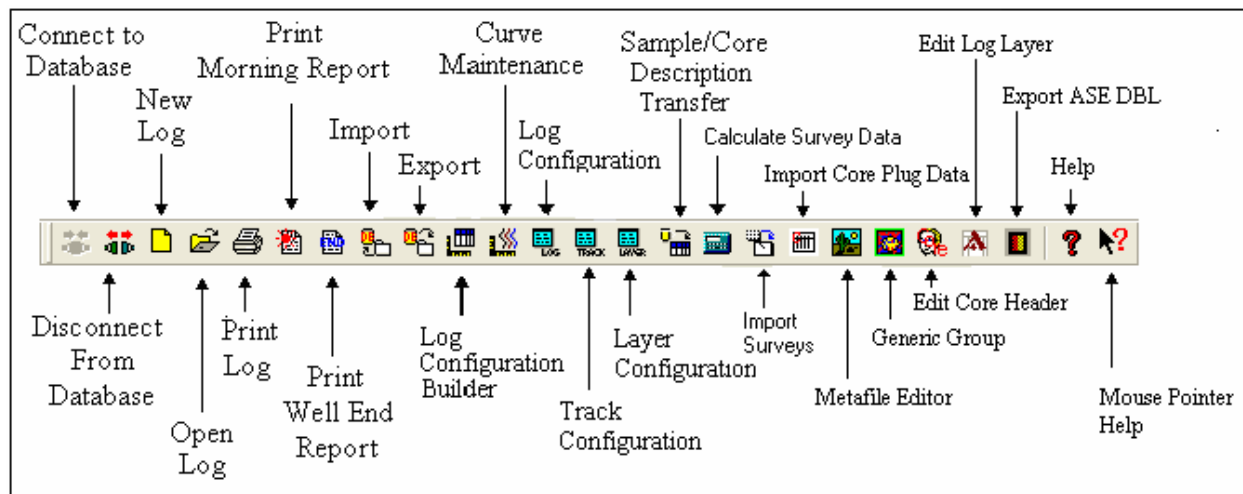 Connect to
Database
New
Log
Print
Morning Report
Import
Export
Curve
Maintenance
Log
Configuration
Sample/Core
Description
Transfer
Calculate Survey Data
Import Core Plug Data
Edit Log Layer
Export ASE DBL
Help
LOG
TRACK
LAYER
Disconnect
From
Database
Open
Log
Print
Log
Print
Well End
Report
Log
Configuration
Builder
Track
Configuration
Layer
Configuration
Import
Surveys
Metafile Editor
Generic Group
Edit Core Header
Mouse Pointer
Help